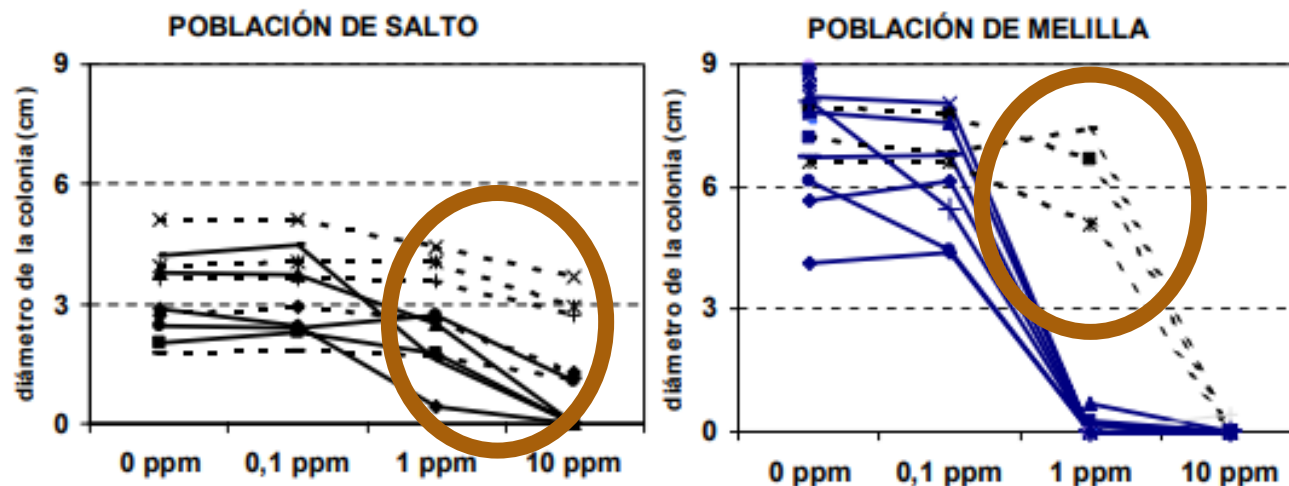 POBLACIÓN DE SALTO
diámetro de la colonia (cm)
9
6
3
0
0 ppm 0,1 ppm 1 ppm 10 ppm
POBLACIÓN DE MELILLA
diámetro de la colonia (cm)
9
6
3
0
0 ppm 0,1 ppm 1 ppm 10 ppm